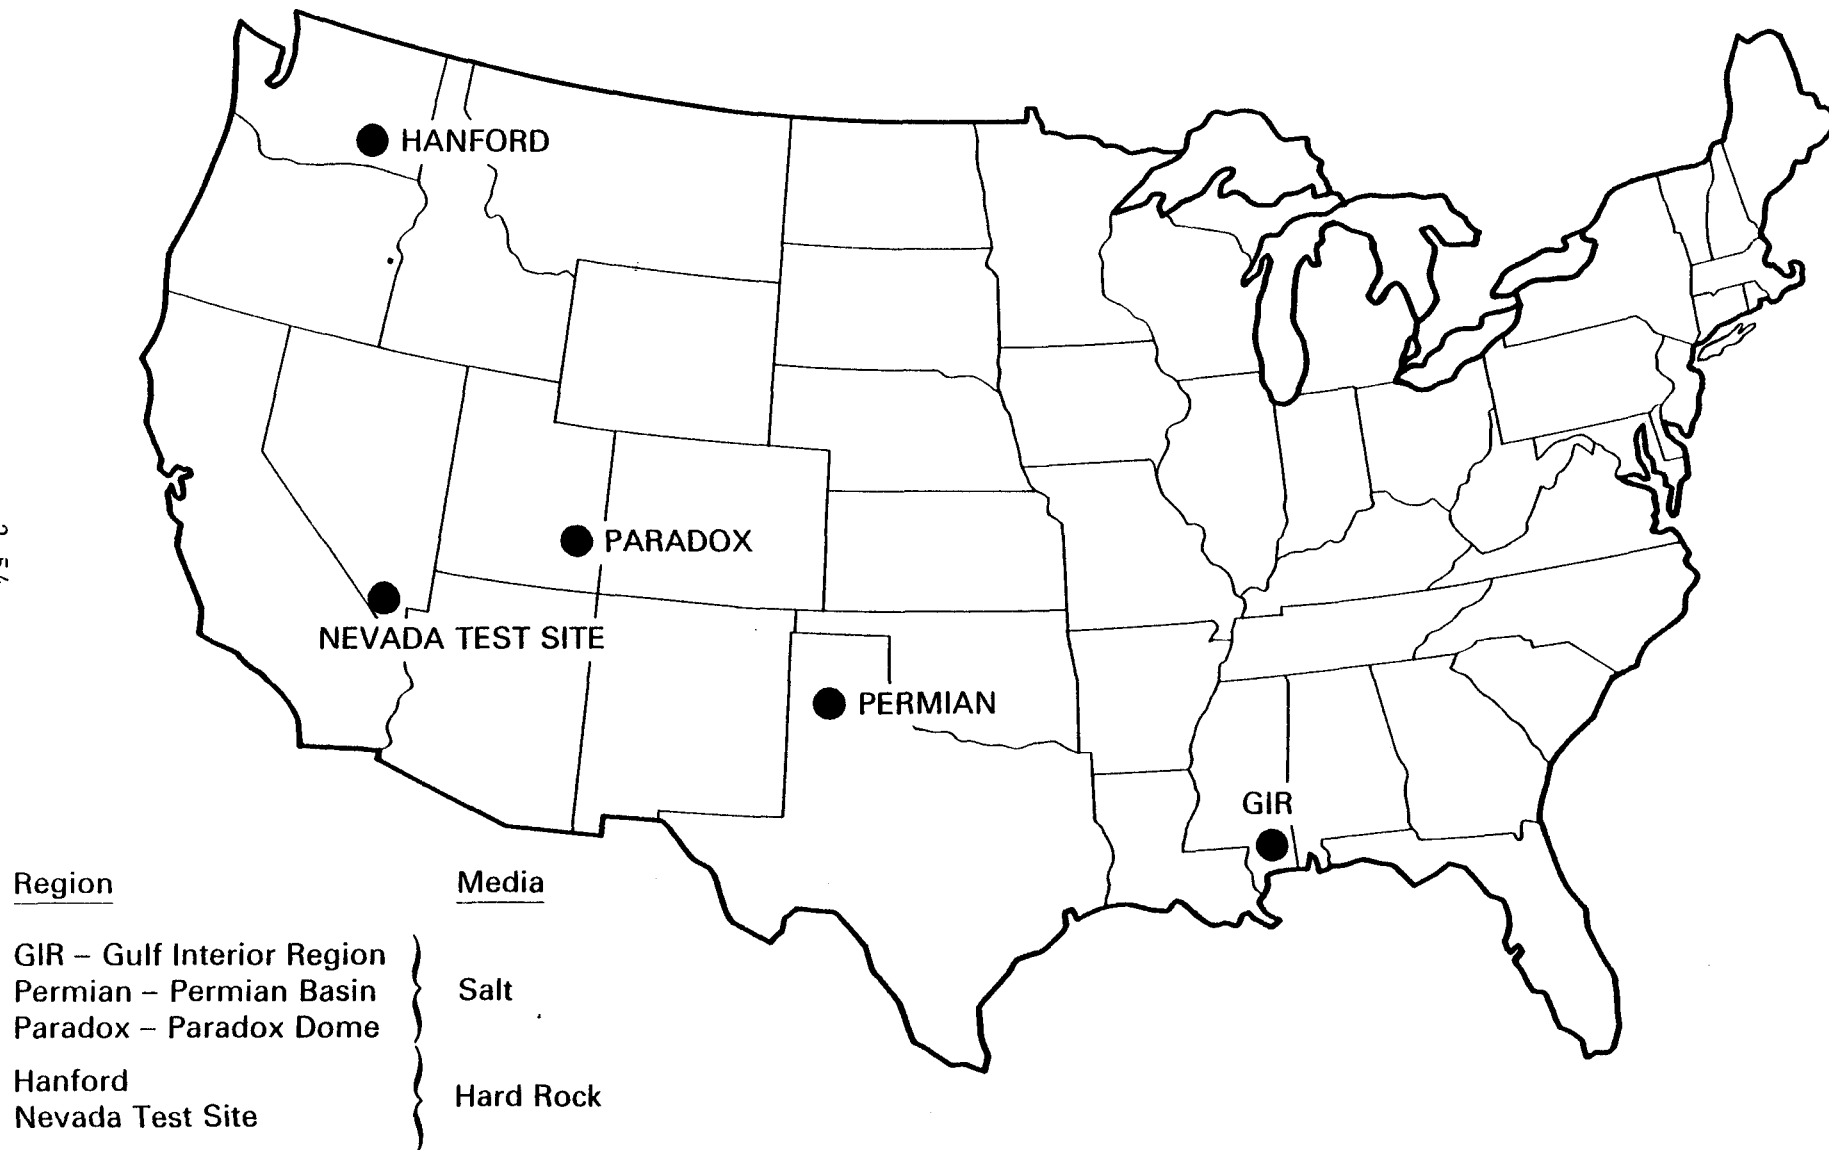 HANFORD
PARADOX
NEVADA TEST SITE
PERMIAN
GIR
Region Media
GIR – Gulf Interior Region
Permian – Permian Basin
Paradox – Paradox Dome
Salt
Hanford
Nevada Test Site
Hard Rock